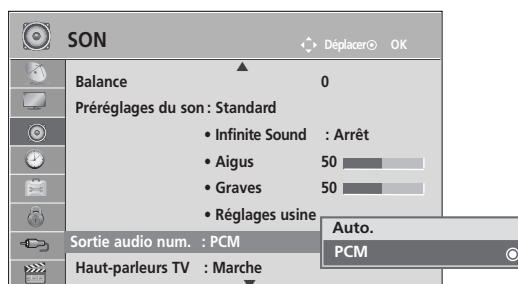 SON
Déplacer OK
Balance 0
Préréglages du son : Standard
• Infinite Sound : Arrêt
• Aigus 50
• Graves 50
• Réglages usine
Sortie audio num. : PCM
Haut-parleurs TV : Marche
Auto.
PCM